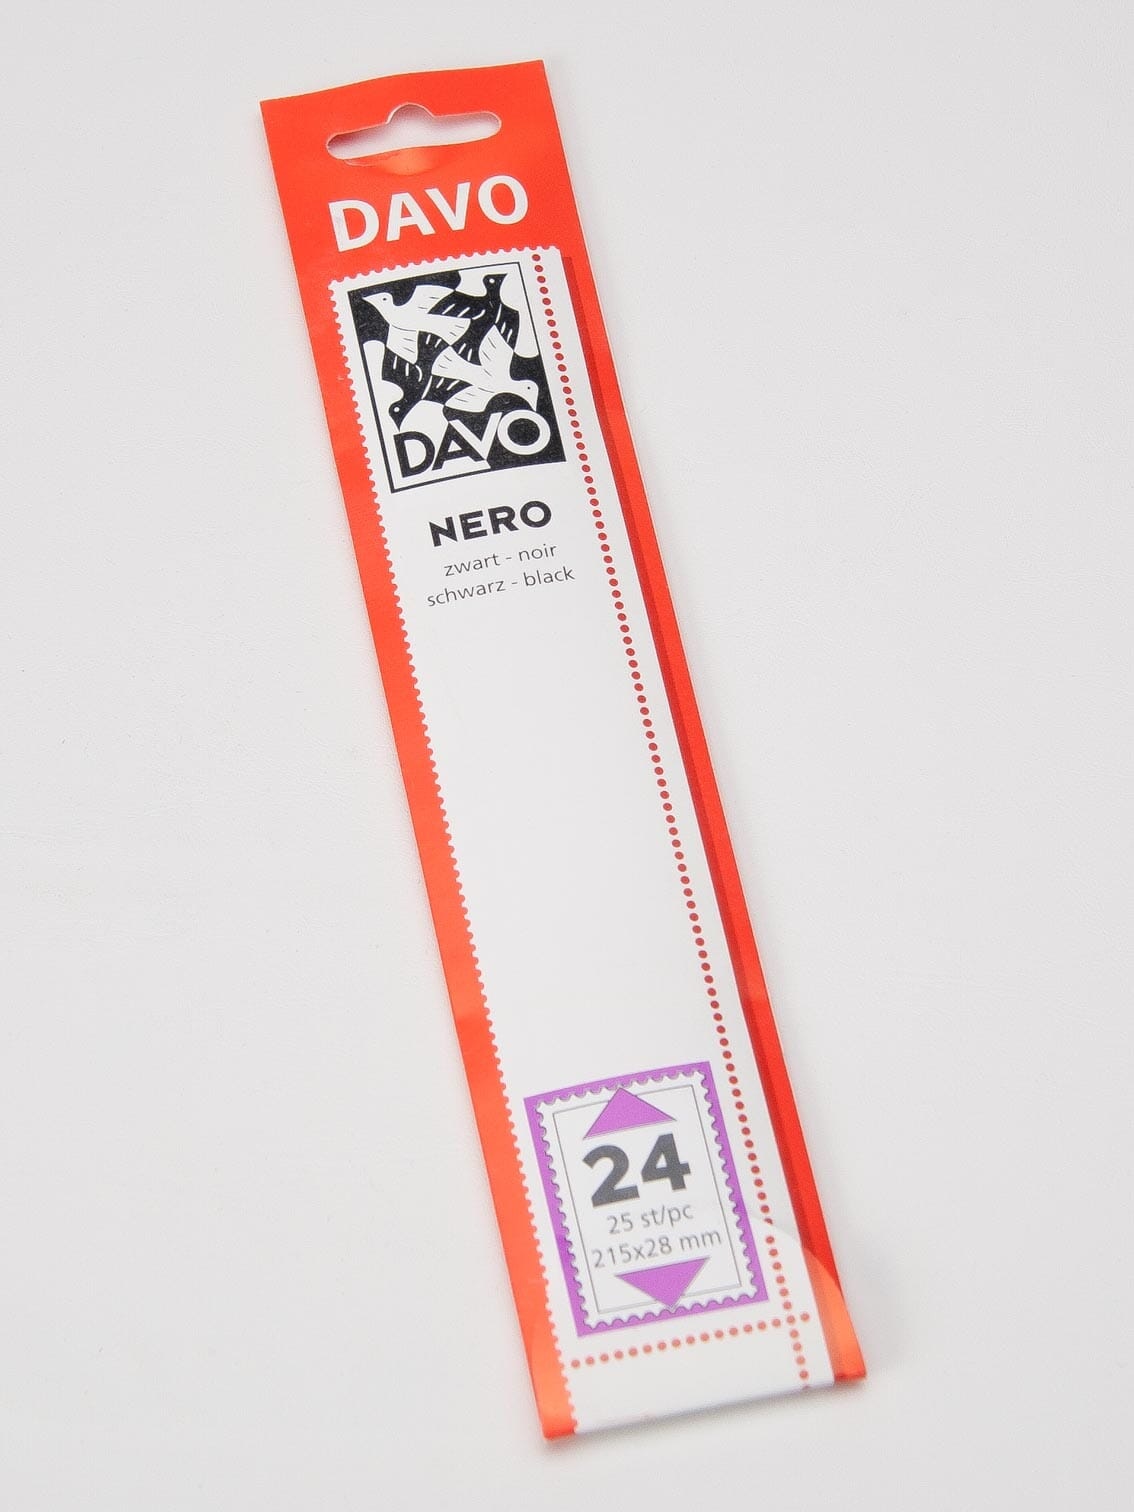 DAVO
DAVO
NERO
zwart - noir
schwarz - black
24
25 st/pc
215x28 mm